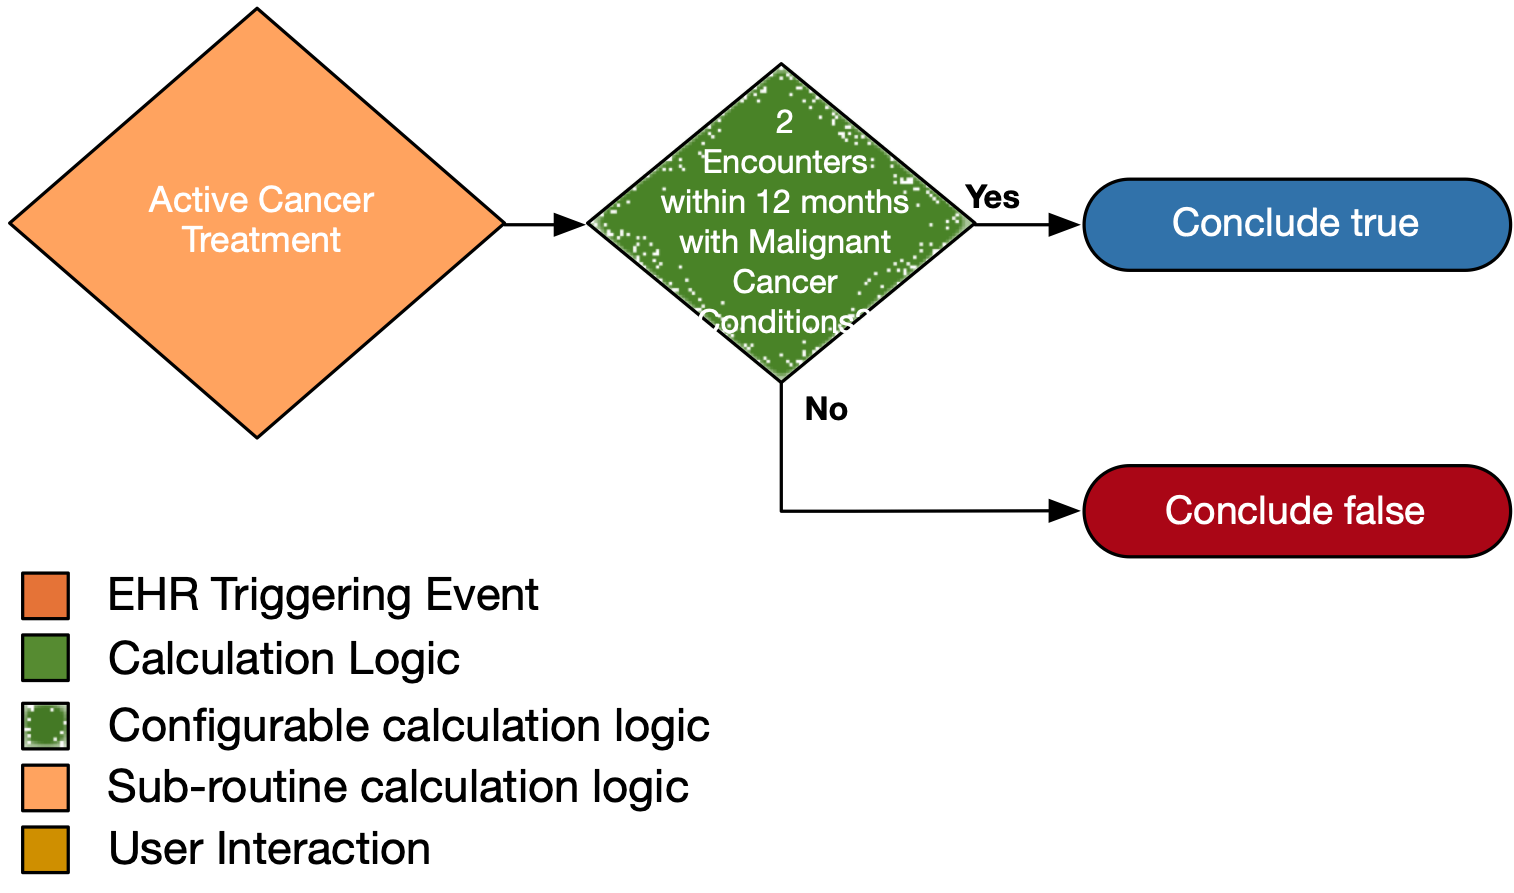 Active Cancer
Treatment
2
Encounters
within 12 months
with Malignant
Cancer
Conditions?
Yes
Conclude true
No
Conclude false
EHR Triggering Event
Calculation Logic
Configurable calculation logic
Sub-routine calculation logic
User Interaction